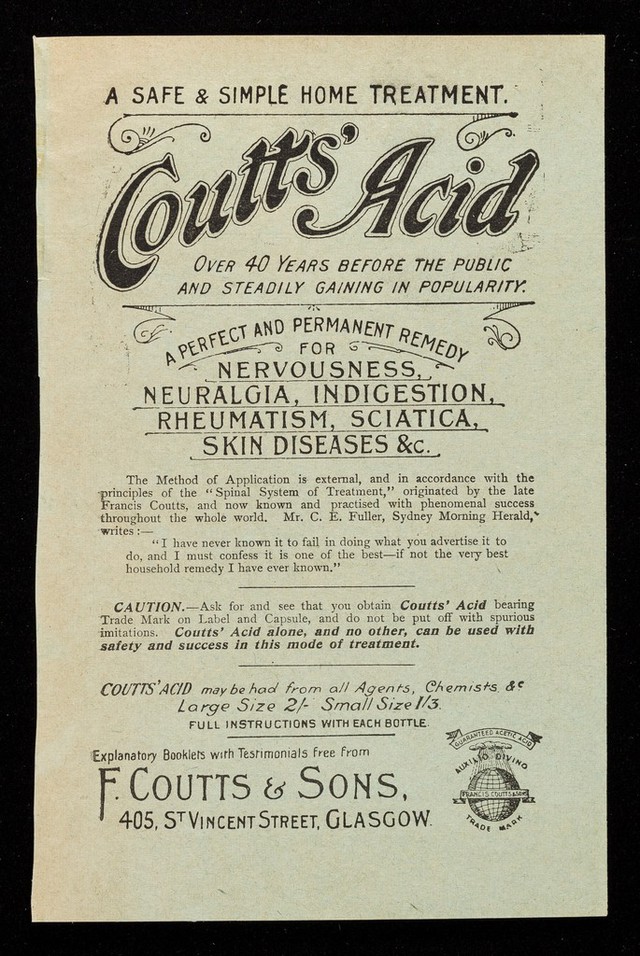 A SAFE & SIMPLE HOME TREATMENT.
Coutts' Acid
OVER 40 YEARS BEFORE THE PUBLIC
AND STEADILY GAINING IN POPULARITY.
A PERFECT AND PERMANENT REMEDY
FOR
NERVOUSNESS,
NEURALGIA, INDIGESTION,
RHEUMATISM, SCIATICA,
SKIN DISEASES &c.
The Method of Application is external, and in accordance with the
principles of the "Spinal System of Treatment," originated by the late
Francis Coutts, and now known and practised with phenomenal success
throughout the whole world. Mr. C. E. Fuller, Sydney Morning Herald,
writes :—
"I have never known it to fail in doing what you advertise it to
do, and I must confess it is one of the best—if not the very best
household remedy I have ever known."
CAUTION.—Ask for and see that you obtain Coutts' Acid bearing
Trade Mark on Label and Capsule, and do not be put off with spurious
imitations. Coutts' Acid alone, and no other, can be used with
safety and success in this mode of treatment.
COUTTS' ACID may be had from all Agents, Chemists &c
Large Size 2/- Small Size 1/3.
FULL INSTRUCTIONS WITH EACH BOTTLE.
Explanatory Booklets with Testimonials free from
F. COUTTS & SONS,
405, ST VINCENT STREET, GLASGOW.
GUARANTEED ACETIC ACID
AUXILIO DIVINO
FRANCIS COUTTS & SONS
TRADE MARK